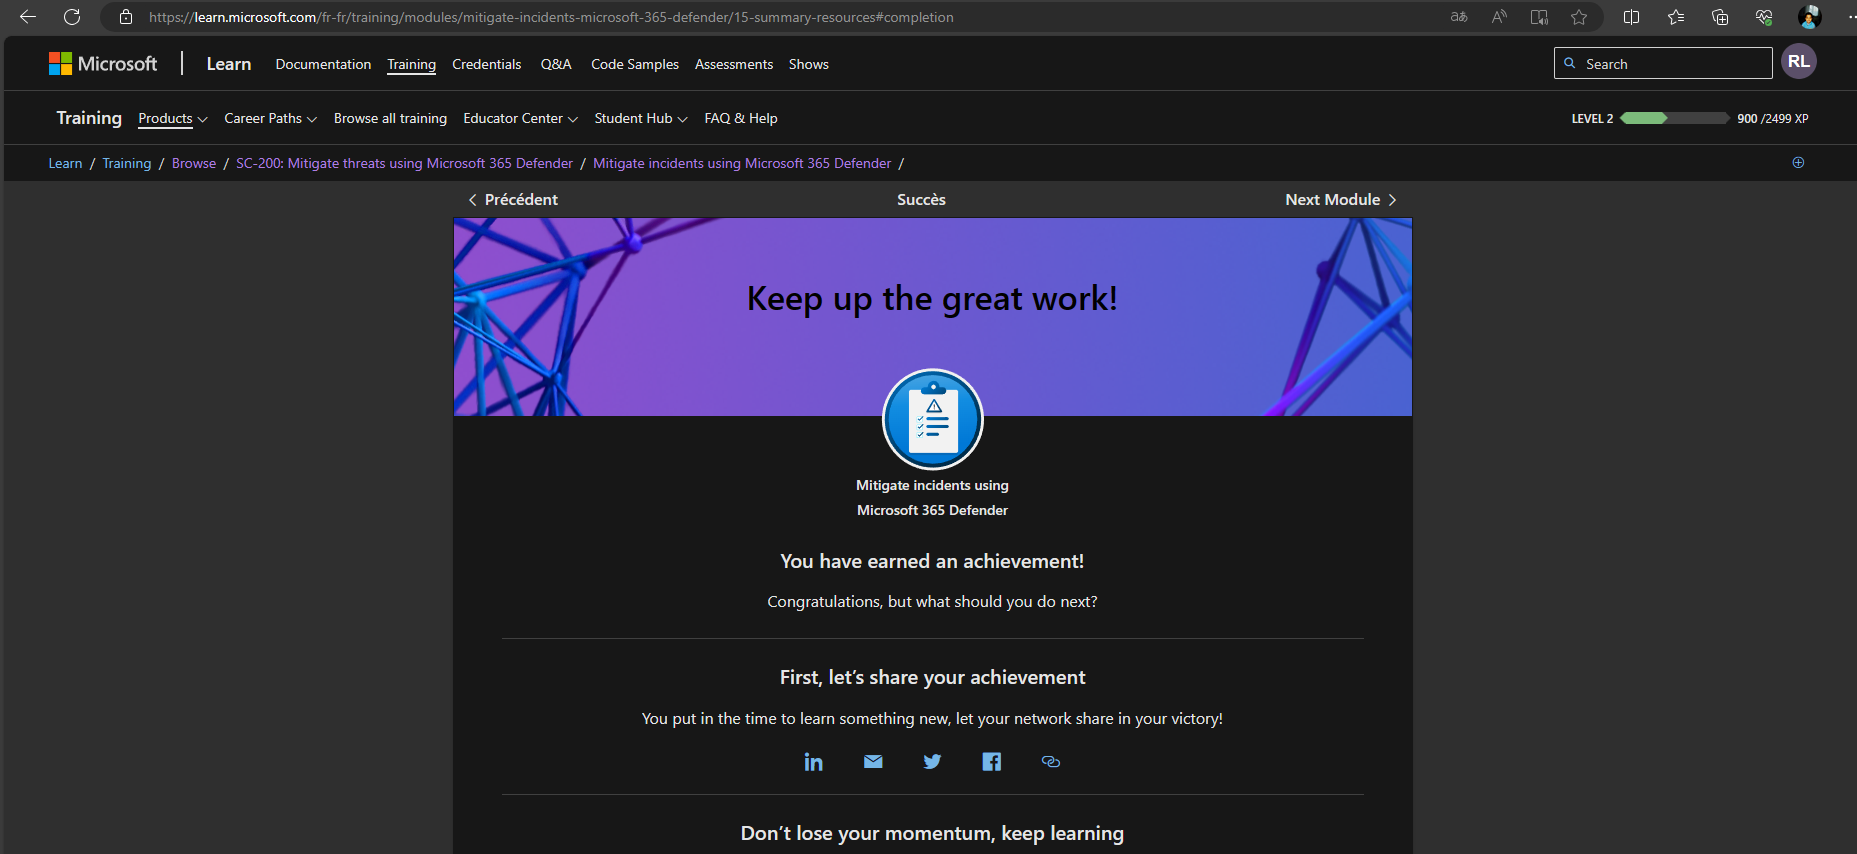 https://learn.microsoft.com/fr-fr/training/modules/mitigate-incidents-microsoft-365-defender/15-summary-resources#completion
Microsoft Learn Documentation Training Credentials Q&A Code Samples Assessments Shows Search RL
Training Products Career Paths Browse all training Educator Center Student Hub FAQ & Help LEVEL 2 900 /2499 XP
Learn / Training / Browse / SC-200: Mitigate threats using Microsoft 365 Defender / Mitigate incidents using Microsoft 365 Defender /
Précédent Succès Next Module
Keep up the great work!
Mitigate incidents using
Microsoft 365 Defender
You have earned an achievement!
Congratulations, but what should you do next?
First, let’s share your achievement
You put in the time to learn something new, let your network share in your victory!
Don’t lose your momentum, keep learning